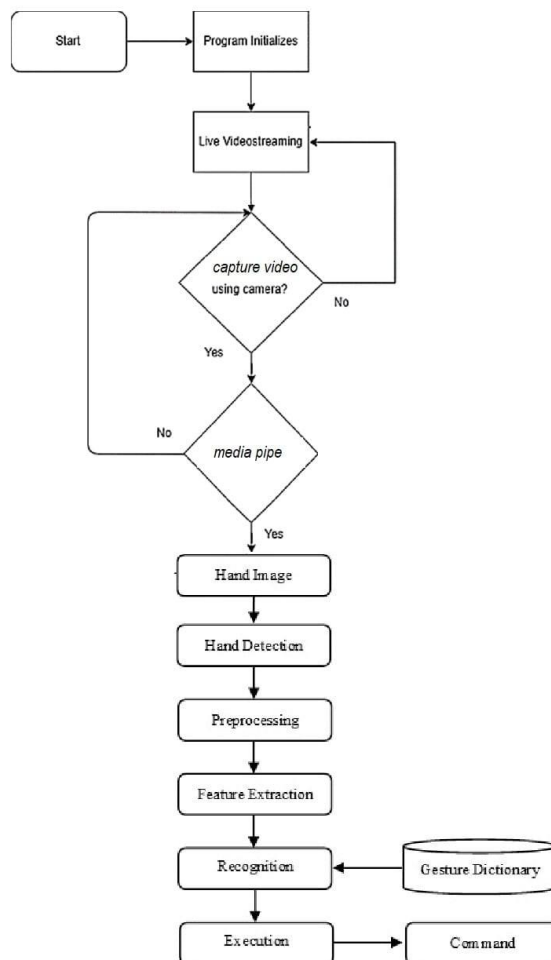 Start
Program Initializes
Live Videostreaming
capture video
using camera?
No
Yes
No
media pipe
Yes
Hand Image
Hand Detection
Preprocessing
Feature Extraction
Recognition
Gesture Dictionary
Execution
Command